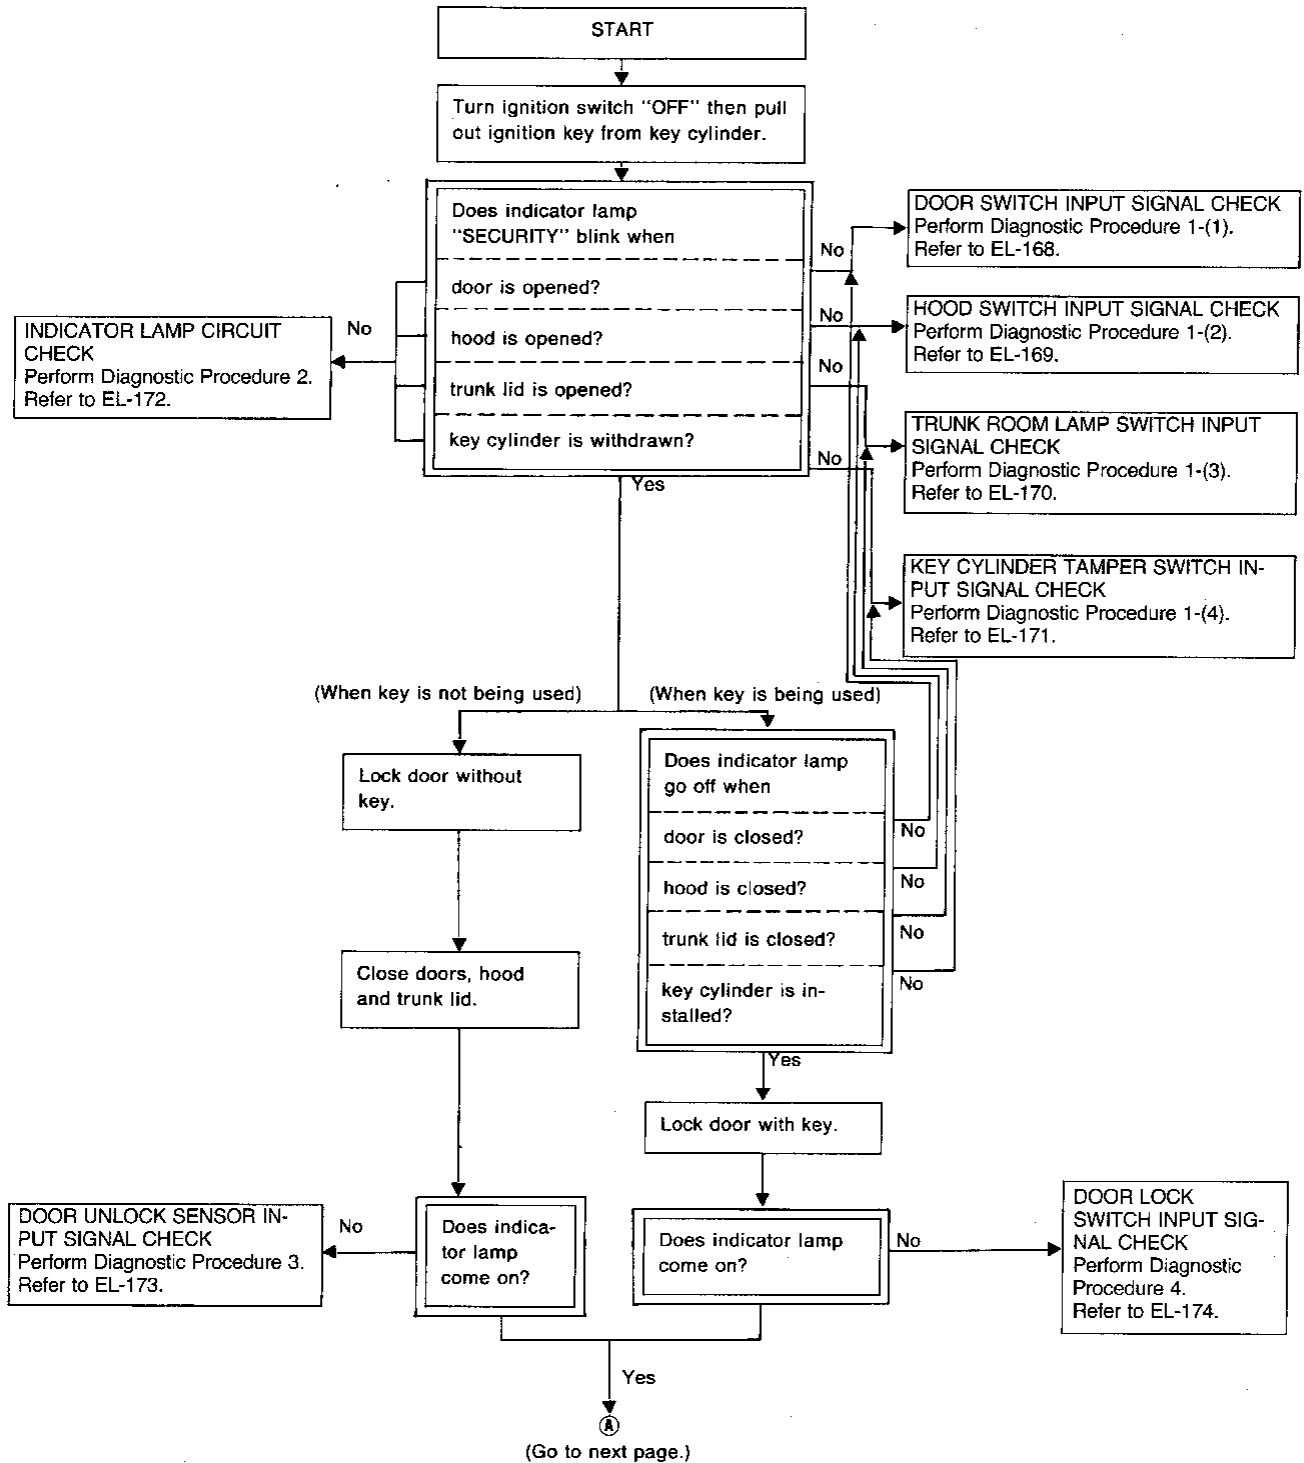 START
Turn ignition switch "OFF" then pull
out ignition key from key cylinder.
Does indicator lamp
"SECURITY" blink when
door is opened?
hood is opened?
trunk lid is opened?
key cylinder is withdrawn?
No
INDICATOR LAMP CIRCUIT
CHECK
Perform Diagnostic Procedure 2.
Refer to EL-172.
No
DOOR SWITCH INPUT SIGNAL CHECK
Perform Diagnostic Procedure 1-(1).
Refer to EL-168.
No
HOOD SWITCH INPUT SIGNAL CHECK
Perform Diagnostic Procedure 1-(2).
Refer to EL-169.
No
TRUNK ROOM LAMP SWITCH INPUT
SIGNAL CHECK
Perform Diagnostic Procedure 1-(3).
Refer to EL-170.
No
KEY CYLINDER TAMPER SWITCH IN-
PUT SIGNAL CHECK
Perform Diagnostic Procedure 1-(4).
Refer to EL-171.
Yes
(When key is not being used)
(When key is being used)
Lock door without
key.
Close doors, hood
and trunk lid.
Does indicator lamp
go off when
door is closed?
No
hood is closed?
No
trunk lid is closed?
No
key cylinder is in-
stalled?
No
Yes
Lock door with key.
Does indica-
tor lamp
come on?
No
DOOR UNLOCK SENSOR IN-
PUT SIGNAL CHECK
Perform Diagnostic Procedure 3.
Refer to EL-173.
Does indicator lamp
come on?
No
DOOR LOCK
SWITCH INPUT SIG-
NAL CHECK
Perform Diagnostic
Procedure 4.
Refer to EL-174.
Yes
A
(Go to next page.)